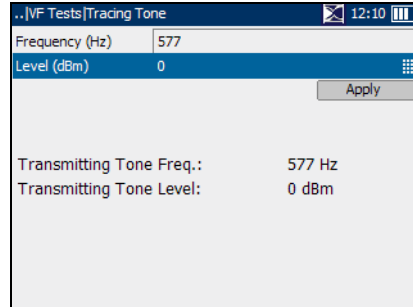 ..|VF Tests|Tracing Tone 12:10
Frequency (Hz) 577
Level (dBm) 0
Apply
Transmitting Tone Freq.: 577 Hz
Transmitting Tone Level: 0 dBm